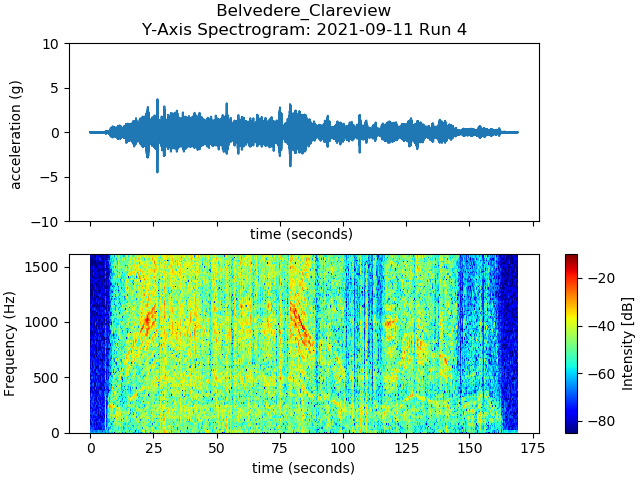 Belvedere_Clareview
Y-Axis Spectrogram: 2021-09-11 Run 4
10
5
0
−5
−10
acceleration (g)
time (seconds)
1500
1000
500
0
Frequency (Hz)
0 25 50 75 100 125 150 175
time (seconds)
−20
−40
−60
−80
Intensity [dB]